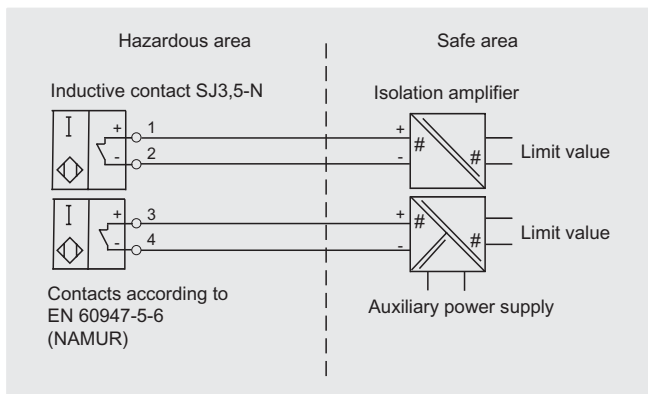 Hazardous area
Safe area
Inductive contact SJ3,5-N
Isolation amplifier
I
+
1
+
#
-
2
-
#
Limit value
I
+
3
+
#
-
4
-
#
Limit value
Contacts according to
EN 60947-5-6
(NAMUR)
Auxiliary power supply